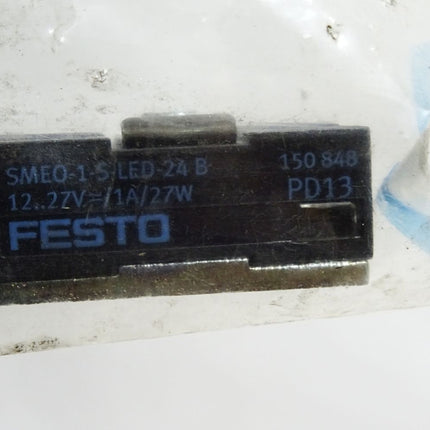 SMEO-1-S-LED-24 B 150 848
12..27V⎓/1A/27W PD13
FESTO